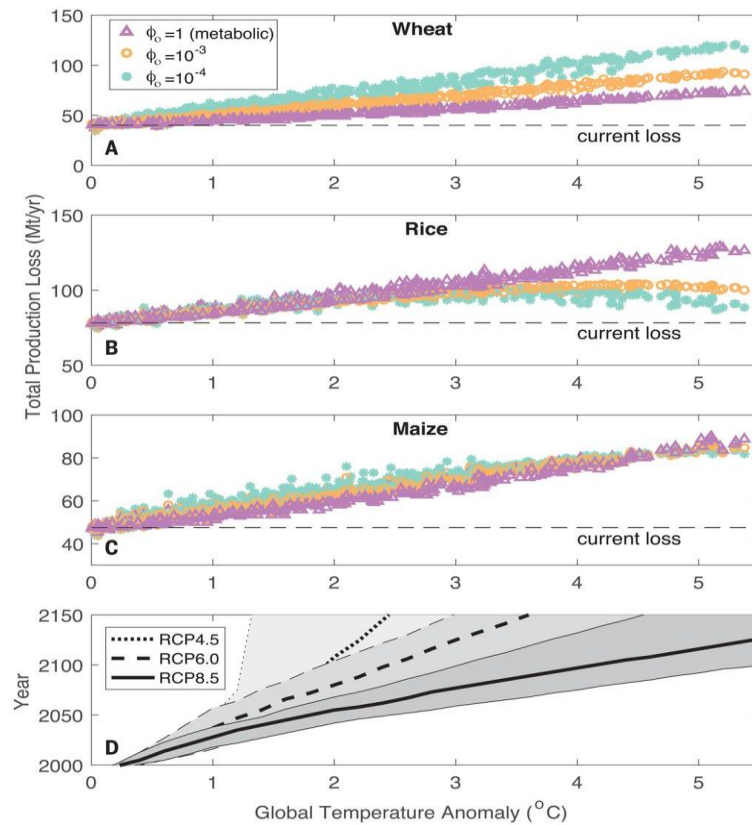 Wheat
ϕₒ=1 (metabolic)
ϕₒ=10⁻³
ϕₒ=10⁻⁴
150
100
50
0
A
current loss
0 1 2 3 4 5
Total Production Loss (Mt/yr)
Rice
150
100
50
B
current loss
0 1 2 3 4 5
Maize
100
80
60
40
C
current loss
0 1 2 3 4 5
2150
2100
2050
2000
Year
RCP4.5
RCP6.0
RCP8.5
D
0 1 2 3 4 5
Global Temperature Anomaly (°C)